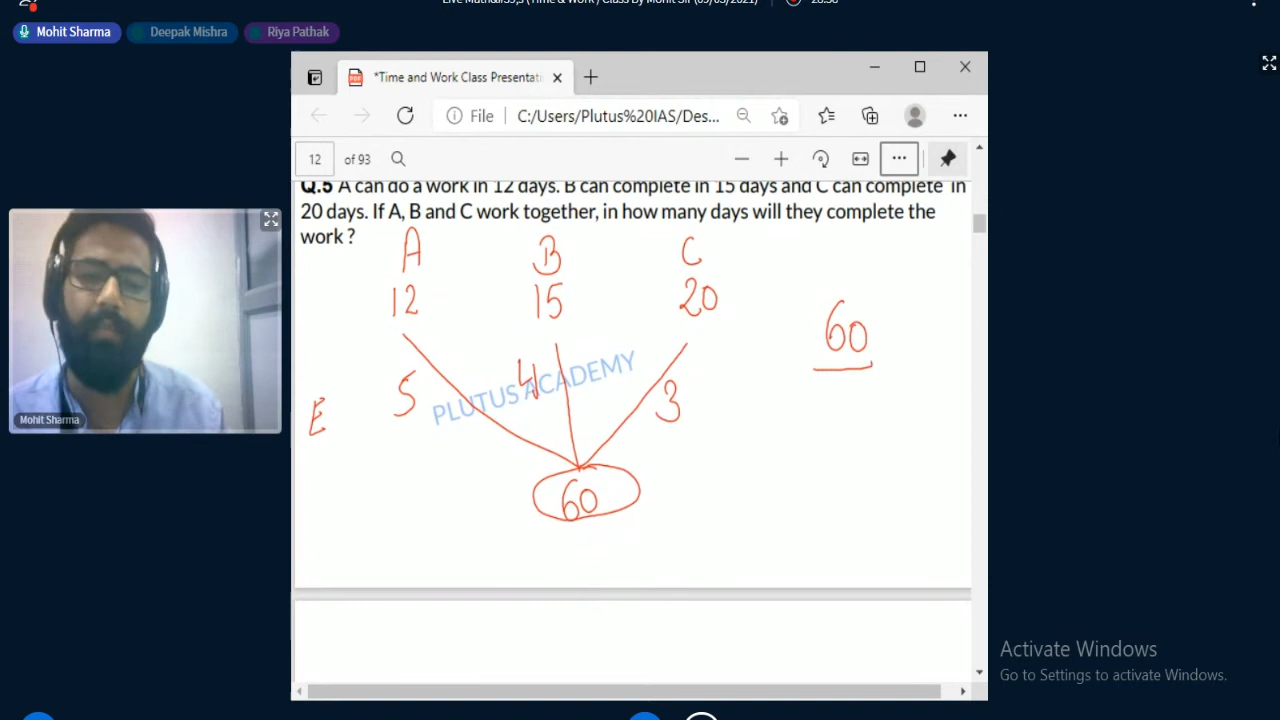 Mohit Sharma
Deepak Mishra
Riya Pathak
*Time and Work Class Presentati
File
C:/Users/Plutus%20IAS/Des...
12
of 93
Q.5 A can do a work in 12 days. B can complete in 15 days and C can complete in
20 days. If A, B and C work together, in how many days will they complete the
work ?
A B C
12 15 20
60
5 4 3
PLUTUS ACADEMY
E
60
Mohit Sharma
Activate Windows
Go to Settings to activate Windows.